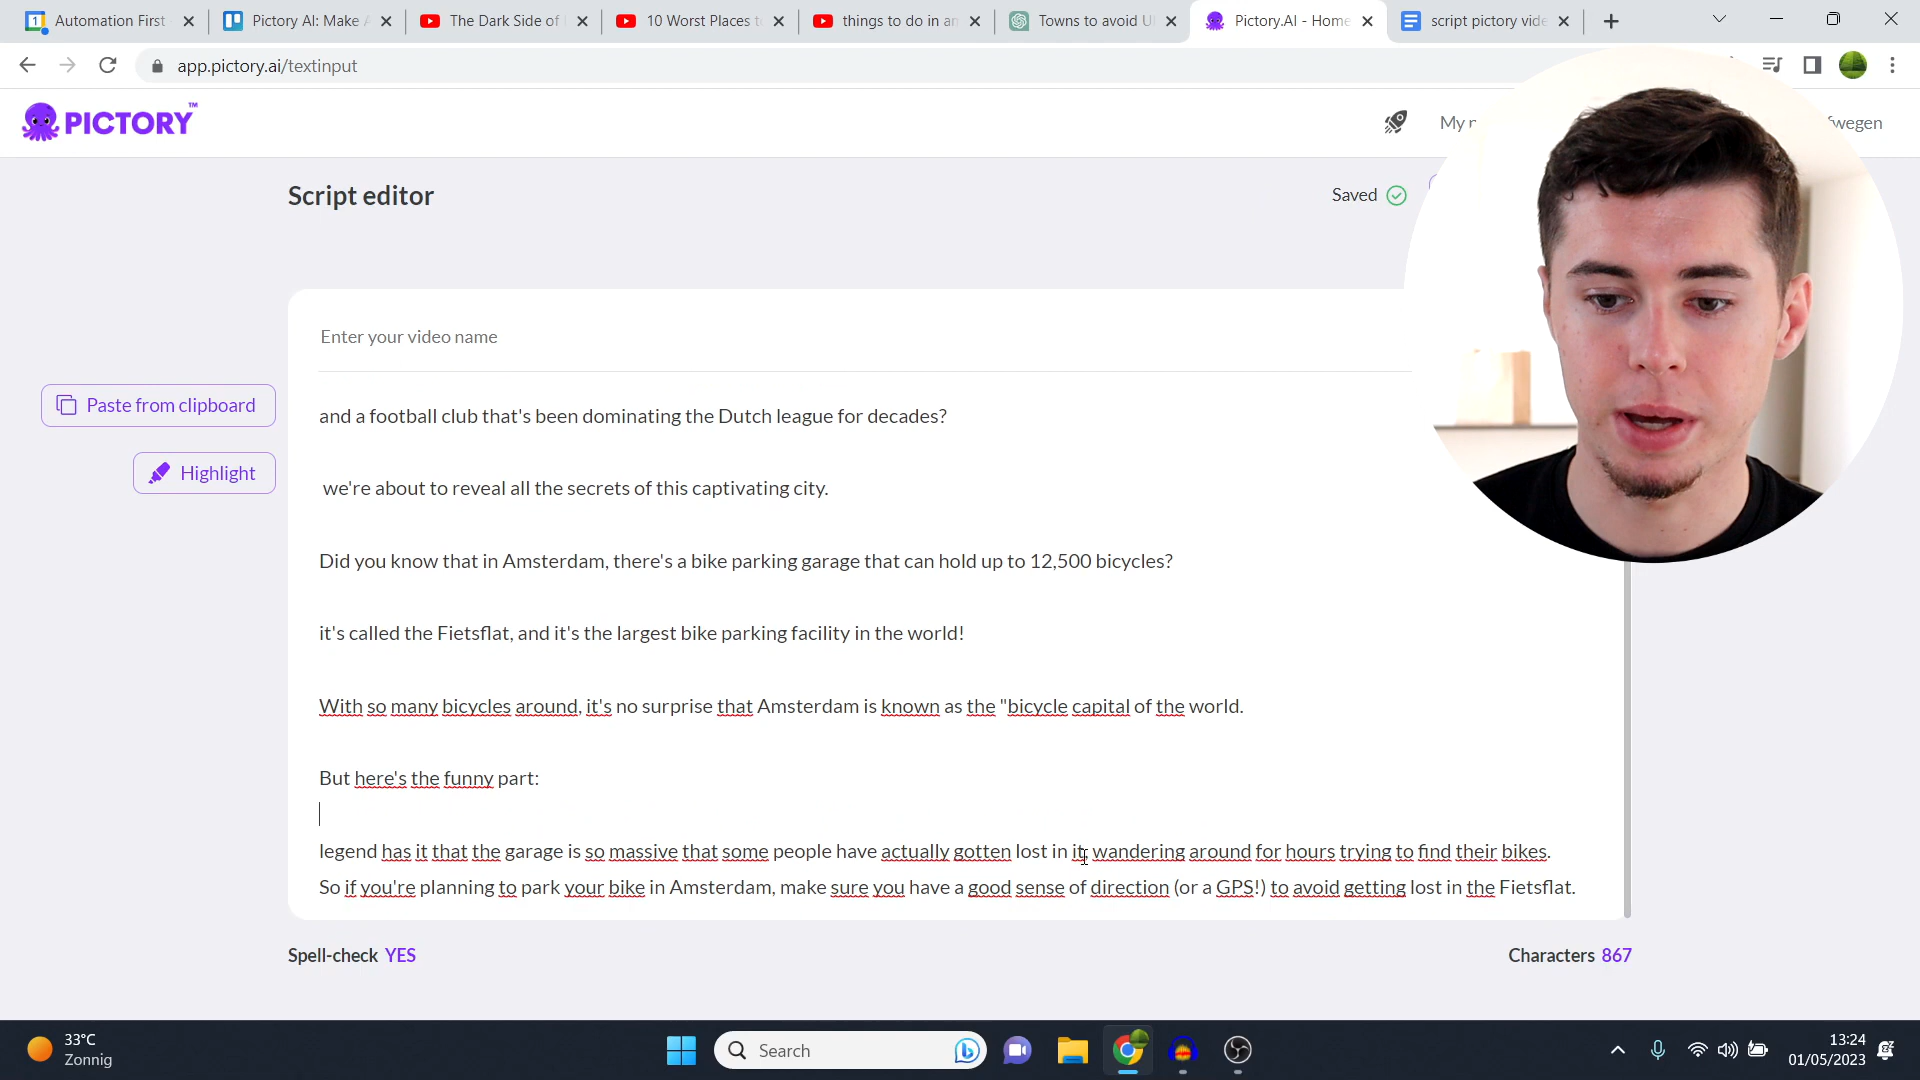 Automation First
Pictory AI: Make A
The Dark Side of
10 Worst Places to
things to do in am
Towns to avoid U
Pictory.AI - Home
script pictory vide
app.pictory.ai/textinput
PICTORY™
My
fwegen
Script editor
Saved
Enter your video name
Paste from clipboard
Highlight
and a football club that's been dominating the Dutch league for decades?
we're about to reveal all the secrets of this captivating city.
Did you know that in Amsterdam, there's a bike parking garage that can hold up to 12,500 bicycles?
it's called the Fietsflat, and it's the largest bike parking facility in the world!
With so many bicycles around, it's no surprise that Amsterdam is known as the "bicycle capital of the world.
But here's the funny part:
legend has it that the garage is so massive that some people have actually gotten lost in it, wandering around for hours trying to find their bikes.
So if you're planning to park your bike in Amsterdam, make sure you have a good sense of direction (or a GPS!) to avoid getting lost in the Fietsflat.
Spell-check YES
Characters 867
33°C
Zonnig
Search
13:24
01/05/2023